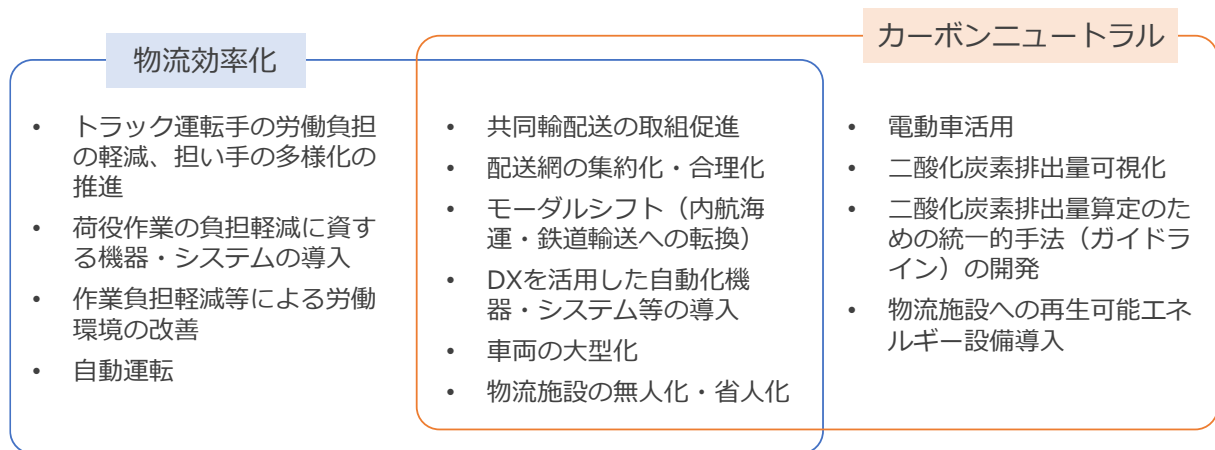 物流効率化
カーボンニュートラル
• トラック運転手の労働負担
の軽減、担い手の多様化の
推進
• 荷役作業の負担軽減に資す
る機器・システムの導入
• 作業負担軽減等による労働
環境の改善
• 自動運転
• 共同輸配送の取組促進
• 配送網の集約化・合理化
• モーダルシフト（内航海
運・鉄道輸送への転換）
• DXを活用した自動化機
器・システム等の導入
• 車両の大型化
• 物流施設の無人化・省人化
• 電動車活用
• 二酸化炭素排出量可視化
• 二酸化炭素排出量算定のた
めの統一的手法（ガイドラ
イン）の開発
• 物流施設への再生可能エネ
ルギー設備導入